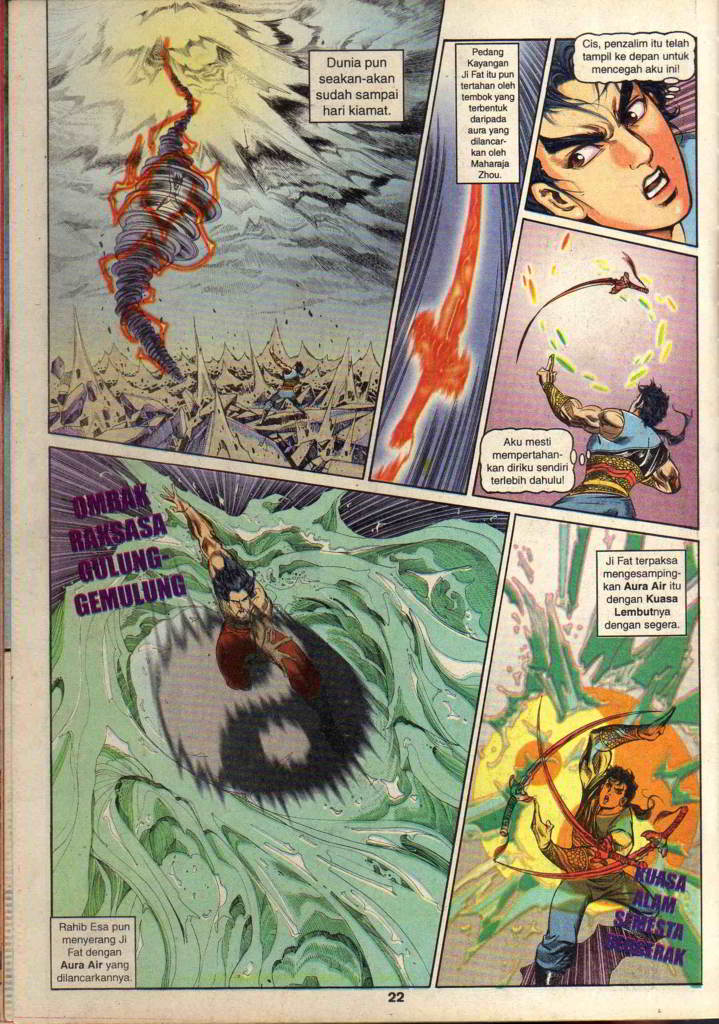 Dunia pun
seakan-akan
sudah sampai
hari kiamat.
Pedang
Kayangan
Ji Fat itu pun
tertahan oleh
tembok yang
terbentuk
daripada
aura yang
dilancar-
kan oleh
Maharaja
Zhou.
Cis, penzalim itu telah
tampil ke depan untuk
mencegah aku ini!
Aku mesti
mempertahan-
kan diriku sendiri
terlebih dahulu!
OMBAK
RAKSASA
GULUNG-
GEMULUNG
Rahib Esa pun
menyerang Ji
Fat dengan
Aura Air yang
dilancarkannya.
Ji Fat terpaksa
mengesamping-
kan Aura Air itu
dengan Kuasa
Lembutnya
dengan segera.
KUASA
ALAM
SEMESTA
BERGERAK
22